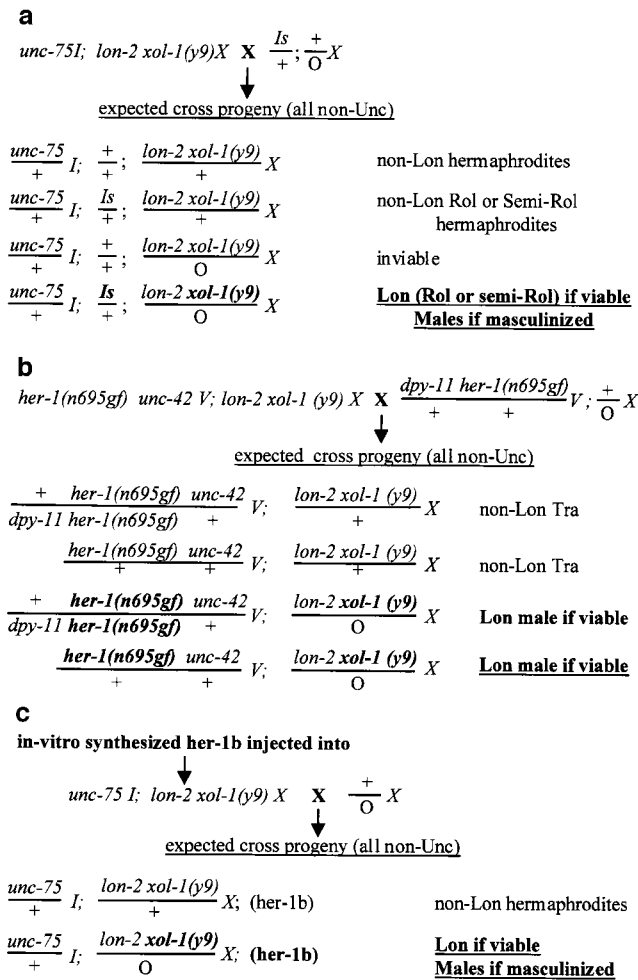 a
Is +
unc-75I; lon-2 xol-1(y9)X X + ; O X
expected cross progeny (all non-Unc)
unc-75 + lon-2 xol-1(y9)
+ I; + ; + X non-Lon hermaphrodites
unc-75 Is lon-2 xol-1(y9) non-Lon Rol or Semi-Rol
+ I; + ; + X hermaphrodites
unc-75 + lon-2 xol-1(y9)
+ I; + ; O X inviable
unc-75 Is lon-2 xol-1(y9) Lon (Rol or semi-Rol) if viable
+ I; + ; O X Males if masculinized
b
dpy-11 her-1(n695gf) +
her-1(n695gf) unc-42 V; lon-2 xol-1 (y9) X X + + V ; O X
expected cross progeny (all non-Unc)
+ her-1(n695gf) unc-42 lon-2 xol-1 (y9)
dpy-11 her-1(n695gf) + V; + X non-Lon Tra
her-1(n695gf) unc-42 lon-2 xol-1 (y9)
+ + V; + X non-Lon Tra
+ her-1(n695gf) unc-42 lon-2 xol-1 (y9)
dpy-11 her-1(n695gf) + V; O X Lon male if viable
her-1(n695gf) unc-42 lon-2 xol-1 (y9)
+ + V; O X Lon male if viable
c
in-vitro synthesized her-1b injected into
+
unc-75 I; lon-2 xol-1(y9) X X O X
expected cross progeny (all non-Unc)
unc-75 lon-2 xol-1(y9)
+ I; + X; (her-1b) non-Lon hermaphrodites
unc-75 lon-2 xol-1(y9) Lon if viable
+ I; O X; (her-1b) Males if masculinized